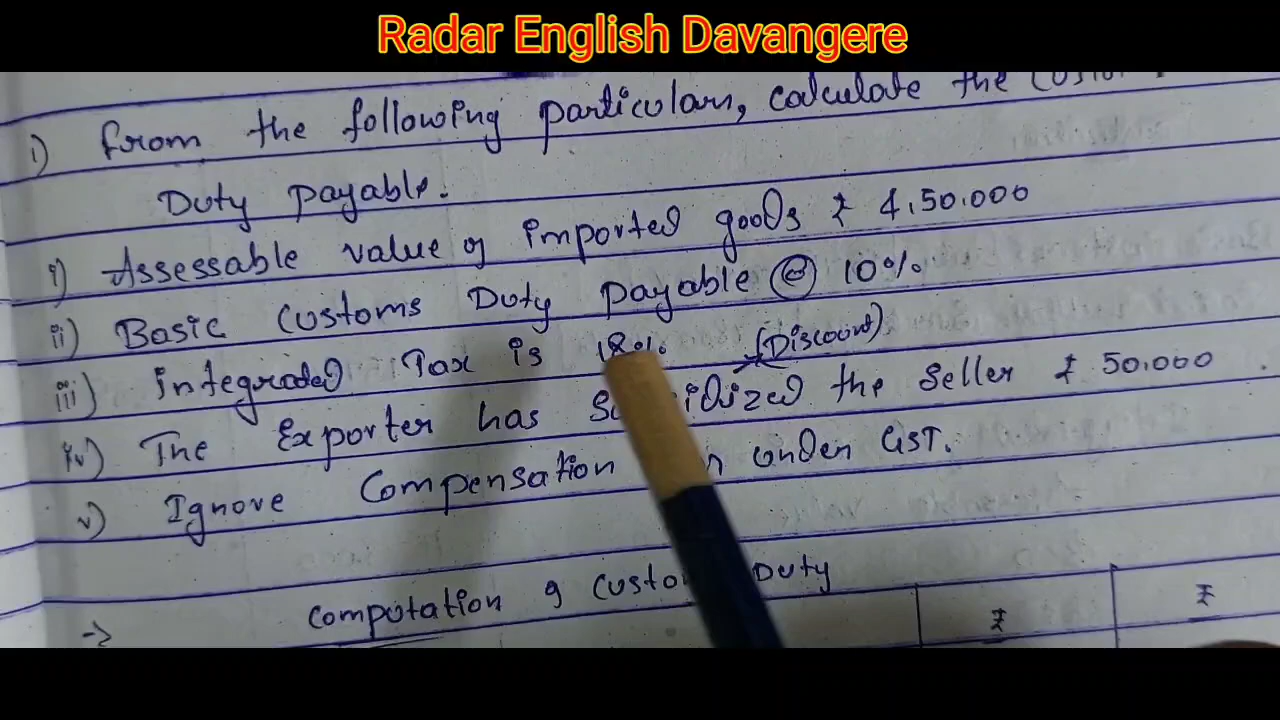 Radar English Davangere
i) From the following particulars, calculate the Custom
Duty payable.
i) Assessable value of imported goods ₹ 4,50,000
ii) Basic customs Duty payable @ 10%
iii) integrated Tax is 18% (Discount)
iv) The Exporter has the seller ₹ 50,000
v) Ignore Compensation under GST.
→ computation of Duty
₹ ₹